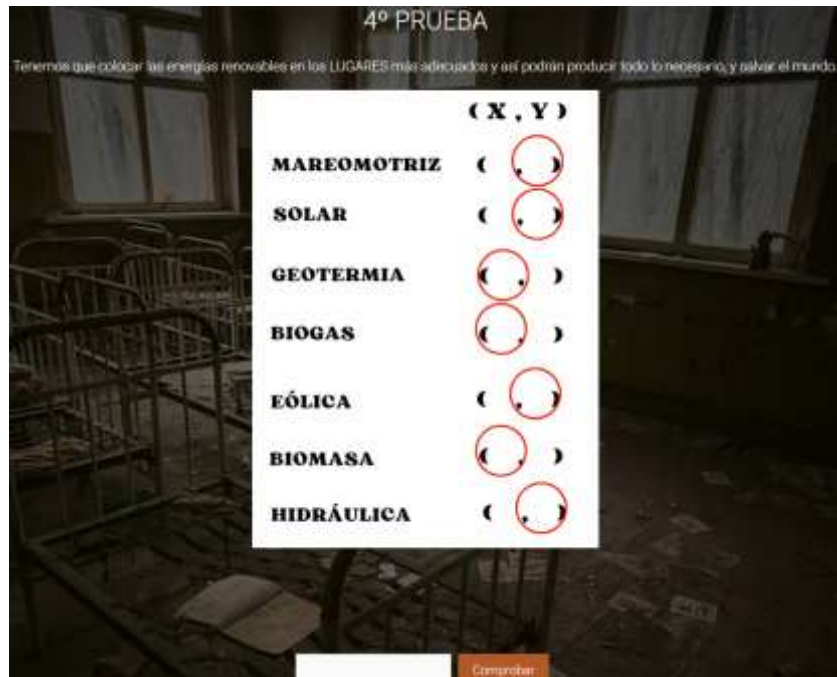 4º PRUEBA
Tenemos que colocar las energías renovables en los LUGARES más adecuados y así podrán producir todo lo necesario, y salvar el mundo.
( X , Y )
MAREOMOTRIZ ( , )
SOLAR ( , )
GEOTERMIA ( , )
BIOGAS ( , )
EÓLICA ( , )
BIOMASA ( , )
HIDRÁULICA ( , )
Comprobar